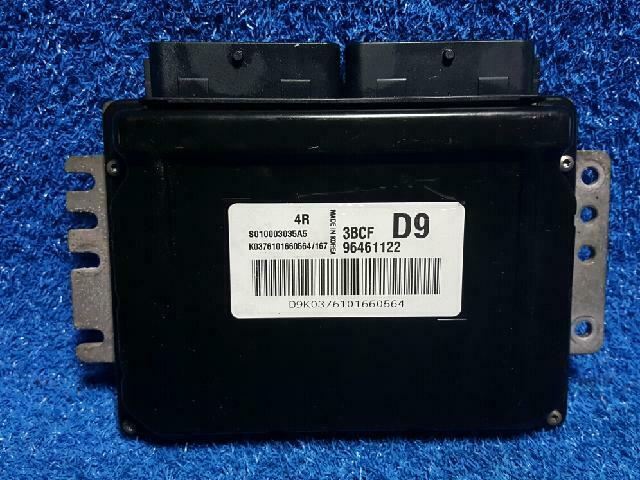 4R
S010003035A5
K0376101660564/167
MADE IN KOREA
3BCF D9
96461122
D9K0376101660564